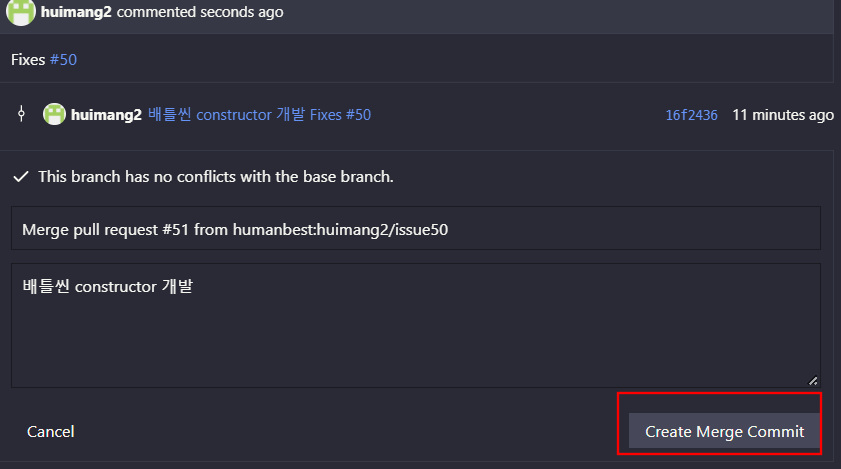 huimang2 commented seconds ago
Fixes #50
huimang2 배틀씬 constructor 개발 Fixes #50 16f2436 11 minutes ago
This branch has no conflicts with the base branch.
Merge pull request #51 from humanbest:huimang2/issue50
배틀씬 constructor 개발
Cancel Create Merge Commit